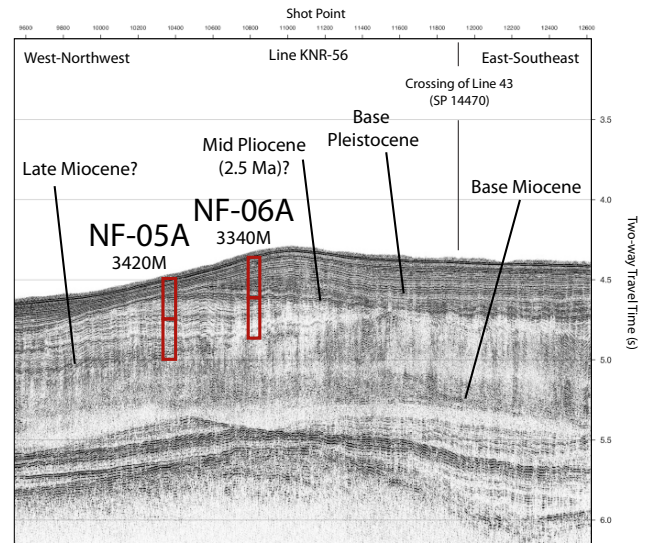 Shot Point
9600 9800 10000 10200 10400 10600 10800 11000 11200 11400 11600 11800 12000 12200 12400 12600
West-Northwest
Line KNR-56
East-Southeast
Crossing of Line 43
(SP 14470)
3.5
Base
Pleistocene
Mid Pliocene
(2.5 Ma)?
Late Miocene?
Base Miocene
4.0
NF-06A
3340M
NF-05A
3420M
Two-way Travel Time (s)
4.5
5.0
5.5
6.0